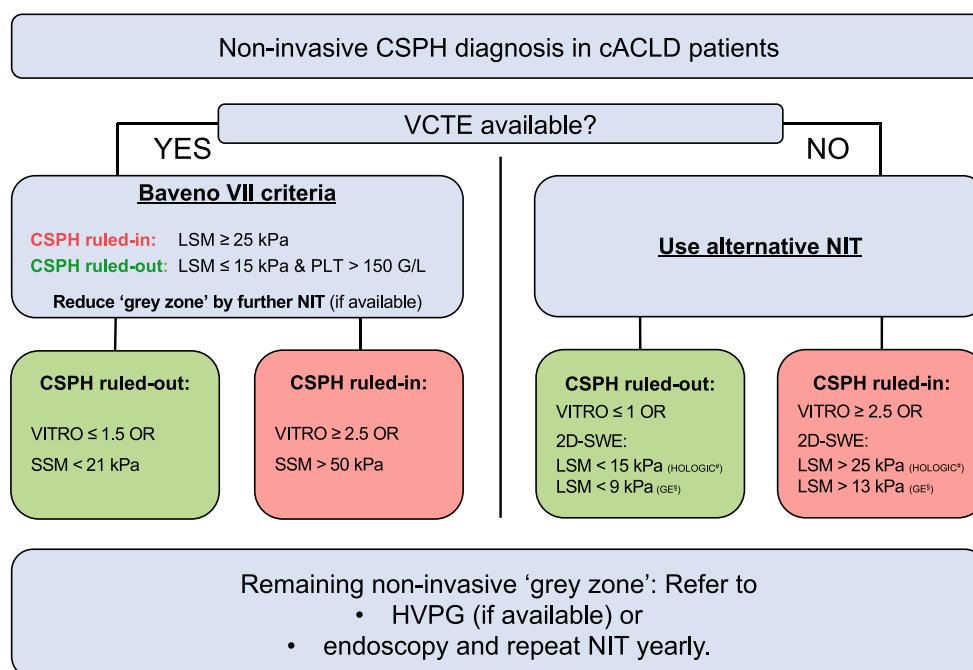 Non-invasive CSPH diagnosis in cACLD patients
VCTE available?
YES
NO
Baveno VII criteria
CSPH ruled-in: LSM ≥ 25 kPa
CSPH ruled-out: LSM ≤ 15 kPa & PLT > 150 G/L
Reduce ‘grey zone’ by further NIT (if available)
Use alternative NIT
CSPH ruled-out:
VITRO ≤ 1.5 OR
SSM < 21 kPa
CSPH ruled-in:
VITRO ≥ 2.5 OR
SSM > 50 kPa
CSPH ruled-out:
VITRO ≤ 1 OR
2D-SWE:
LSM < 15 kPa (HOLOGIC#)
LSM < 9 kPa (GE§)
CSPH ruled-in:
VITRO ≥ 2.5 OR
2D-SWE:
LSM > 25 kPa (HOLOGIC#)
LSM > 13 kPa (GE§)
Remaining non-invasive ‘grey zone’: Refer to
• HVPG (if available) or
• endoscopy and repeat NIT yearly.